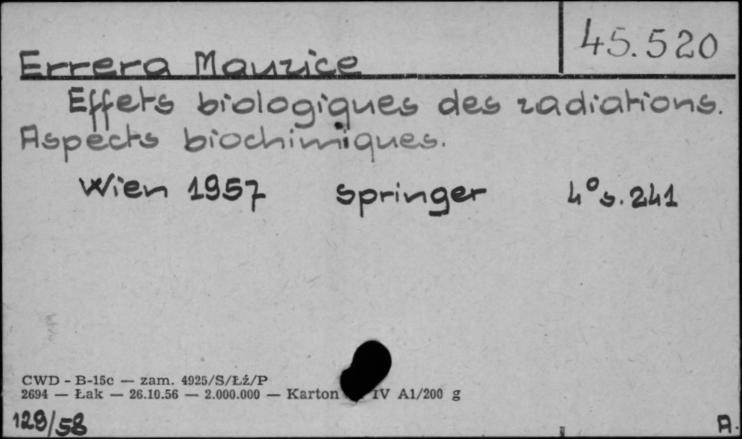 45.520
Errera Maurice
Effets biologiques des radiations.
Aspects biochimiques.
Wien 1957 Springer 4° s. 241
CWD - B-15c — zam. 4925/S/Łż/P
2694 — Łak — 26.10.56 — 2.000.000 — Karton IV A1/200 g
129/58 A.